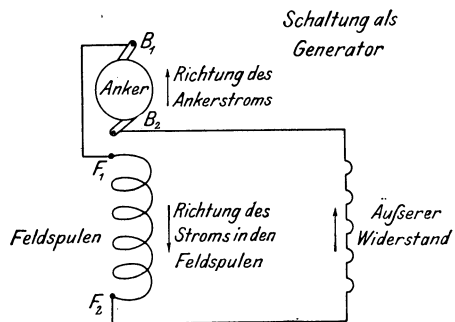 Schaltung als
Generator
B1
Anker
Richtung des
Ankerstroms
B2
F1
Feldspulen
Richtung des
Stroms in den
Feldspulen
Äußerer
Widerstand
F2